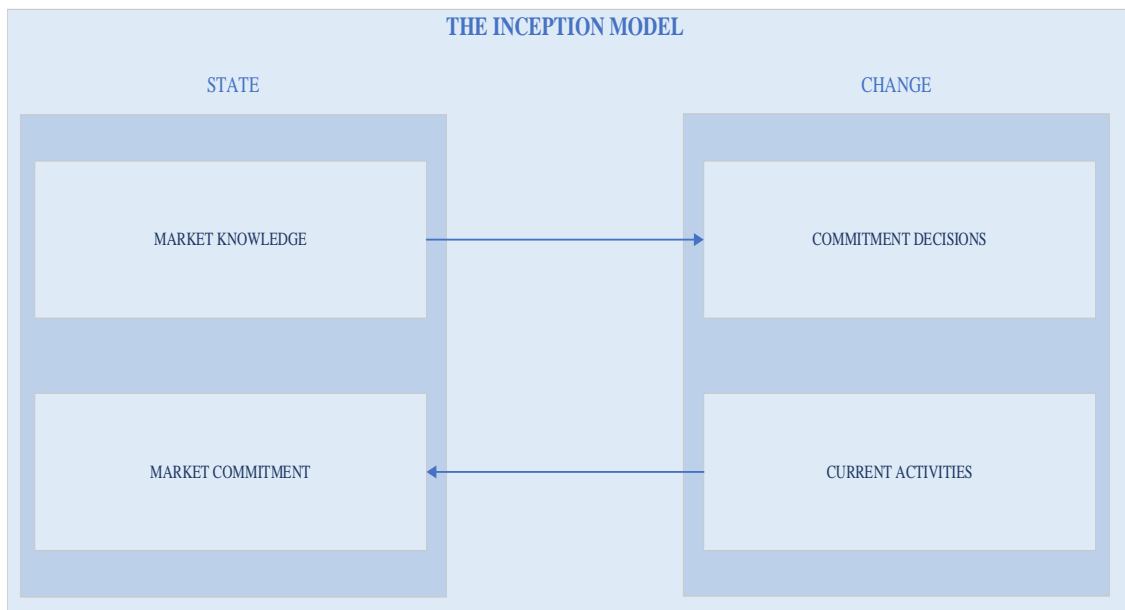 THE INCEPTION MODEL
STATE
CHANGE
MARKET KNOWLEDGE
COMMITMENT DECISIONS
MARKET COMMITMENT
CURRENT ACTIVITIES